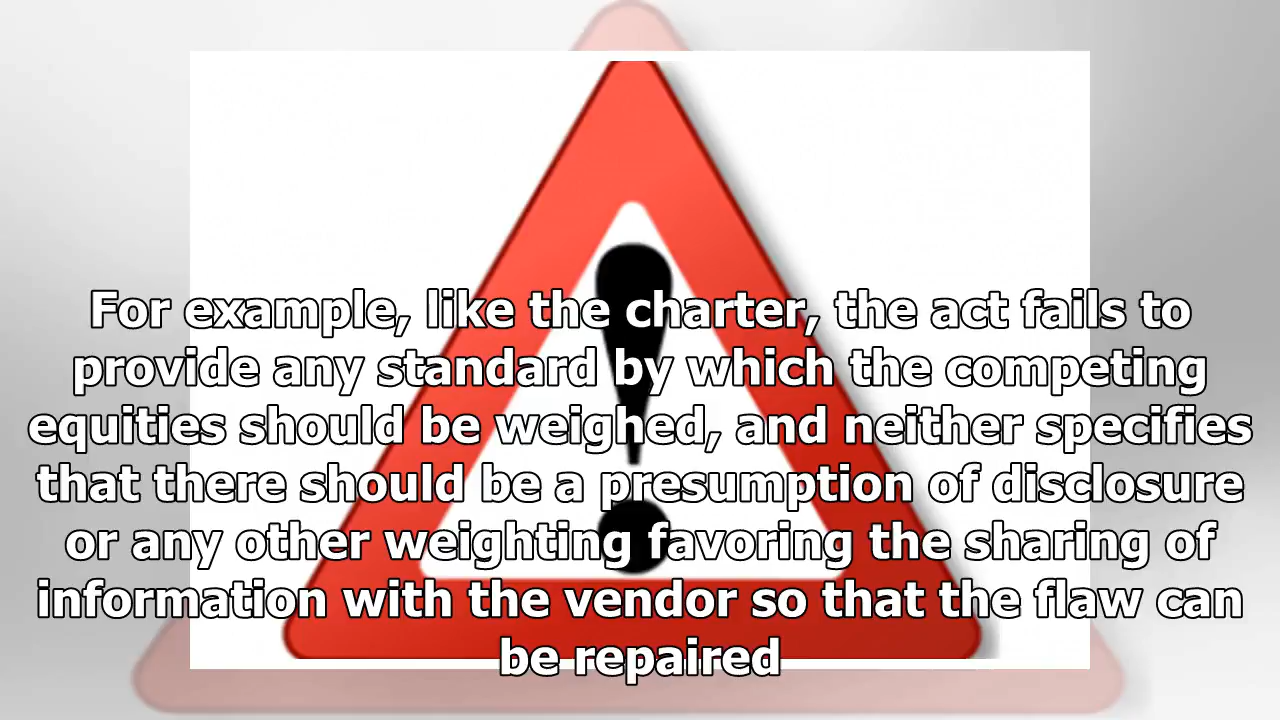 For example, like the charter, the act fails to
provide any standard by which the competing
equities should be weighed, and neither specifies
that there should be a presumption of disclosure
or any other weighting favoring the sharing of
information with the vendor so that the flaw can
be repaired